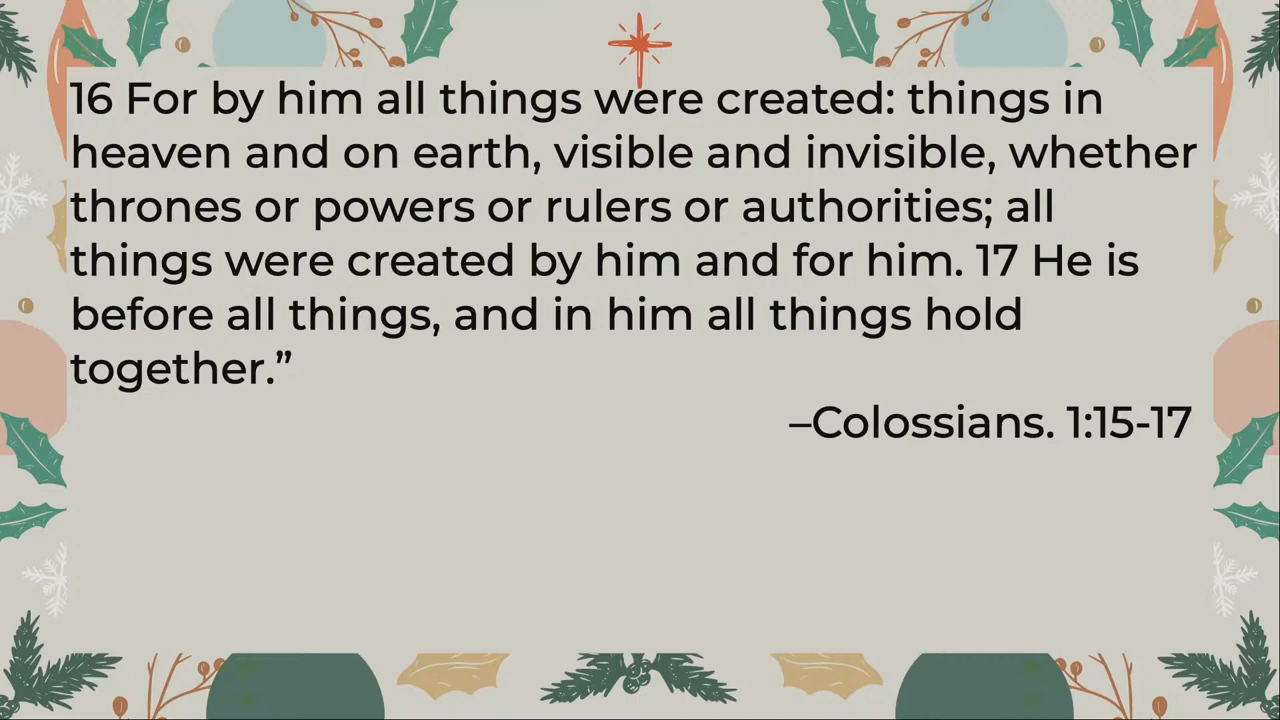 16 For by him all things were created: things in
heaven and on earth, visible and invisible, whether
thrones or powers or rulers or authorities; all
things were created by him and for him. 17 He is
before all things, and in him all things hold
together.”
–Colossians. 1:15-17